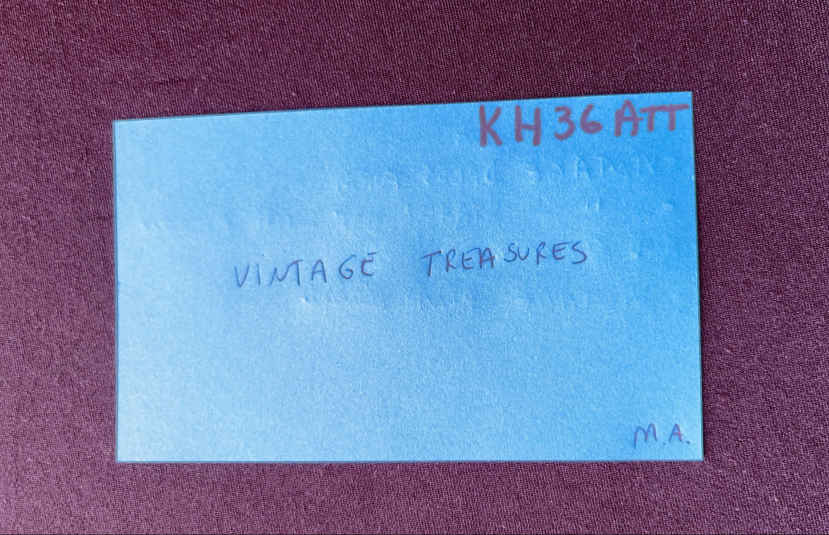 KH36ATT
VINTAGE TREASURES
M.A.